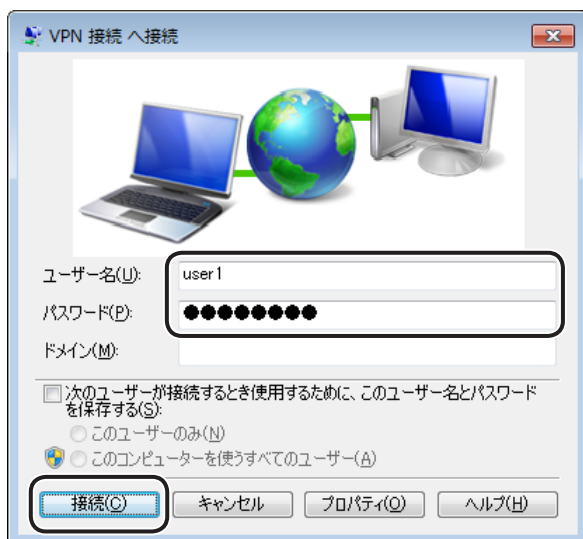 VPN 接続 へ接続
ユーザー名(U):
user1
パスワード(P):
●●●●●●●●
ドメイン(M):
次のユーザーが接続するとき使用するために、このユーザー名とパスワード
を保存する(S):
このユーザーのみ(N)
このコンピューターを使うすべてのユーザー(A)
接続(C)
キャンセル
プロパティ(O)
ヘルプ(H)